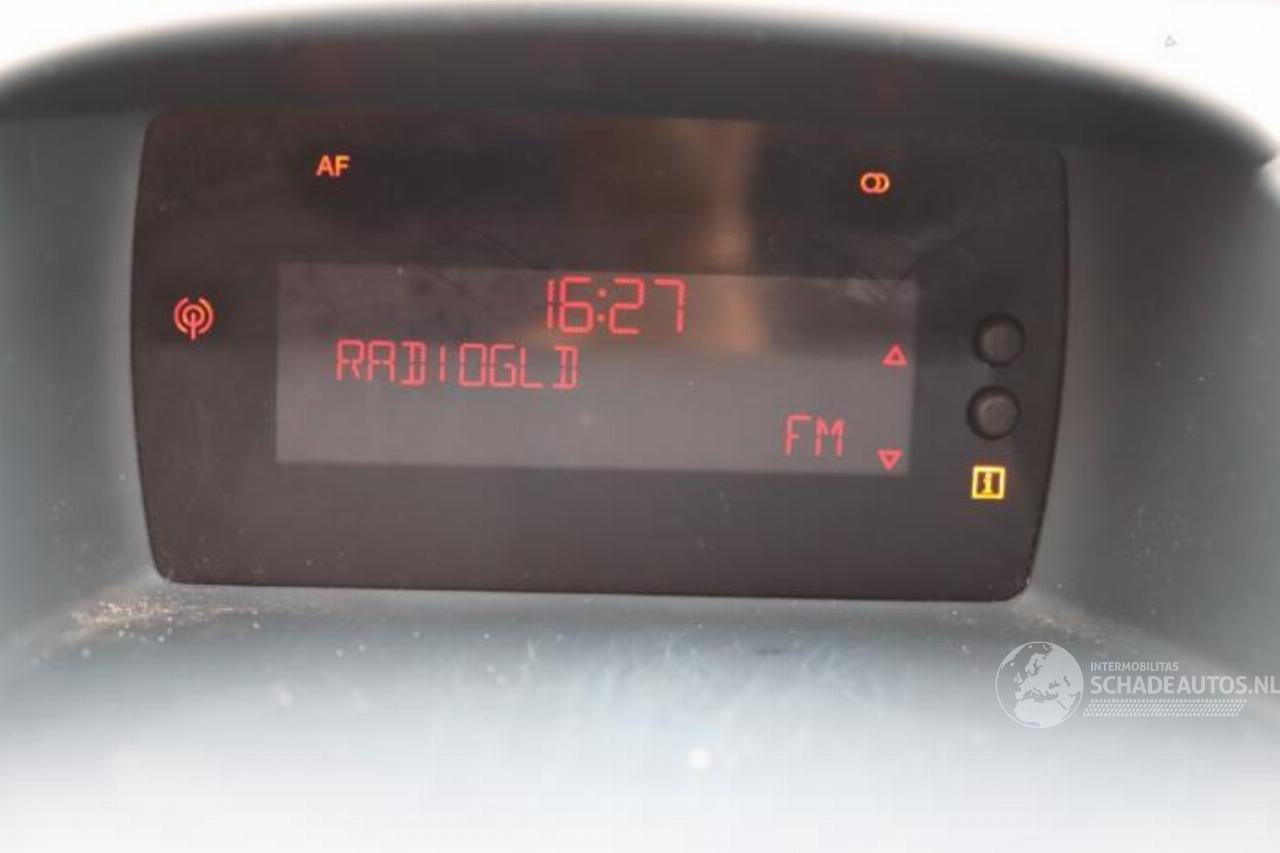 AF
16:27
RADIOGLD
FM
i
INTERMOBILITAS
SCHADEAUTOS.NL